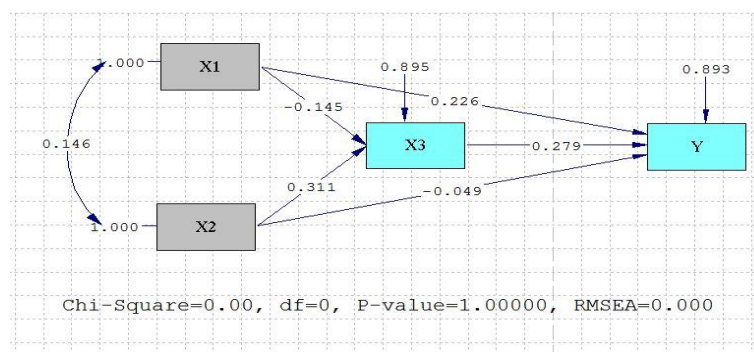 1.000
X1
0.895
0.893
0.226
-0.145
0.146
X3
0.279
Y
0.311
-0.049
1.000
X2
Chi-Square=0.00, df=0, P-value=1.00000, RMSEA=0.000